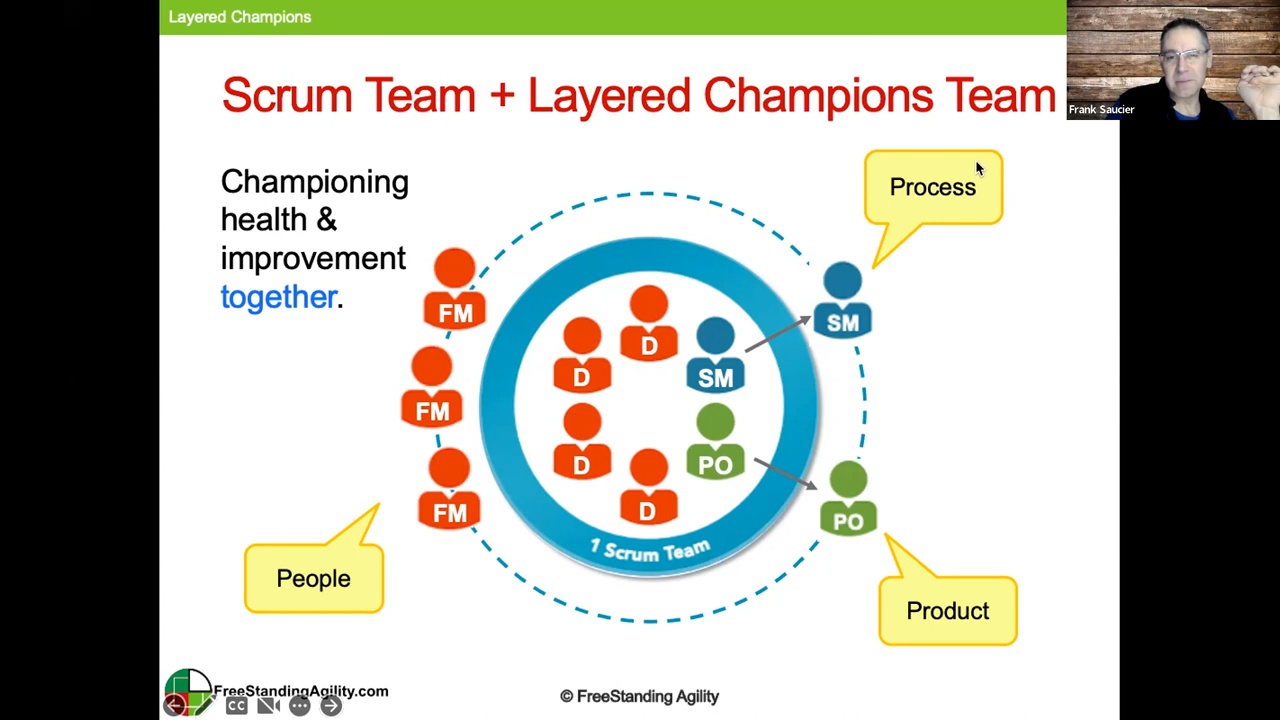 Layered Champions
Scrum Team + Layered Champions Team
Frank Saucier
Championing
health &
improvement
together.
Process
FM
D
SM
D
SM
FM
D
PO
FM
D
PO
1 Scrum Team
People
Product
FreeStandingAgility.com
CC
© FreeStanding Agility